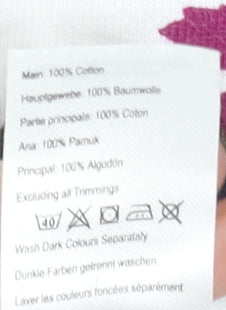 Main: 100% Cotton
Hauptgewebe: 100% Baumwolle
Partie principale: 100% Coton
Ana: 100% Pamuk
Principal: 100% Algodón
Excluding all Trimmings
40
Wash Dark Colours Separately
Dunkle Farben getrennt waschen
Laver les couleurs foncées séparément